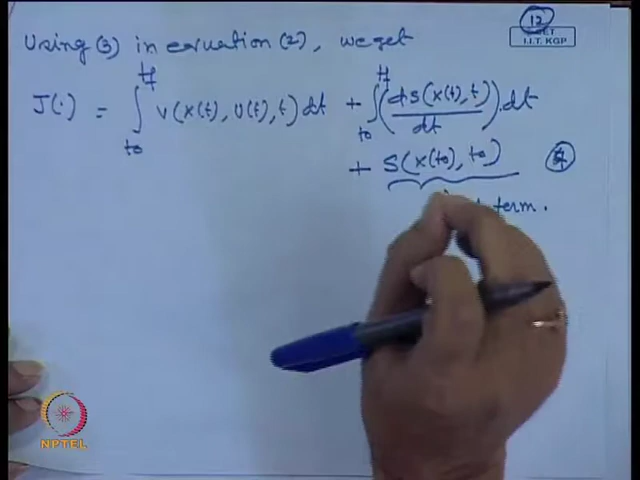 12
CET
I.I.T. KGP
Using (3) in equation (2), we get
J(·) = ∫_{t0}^{tf} V(x(t), u(t), t) dt + ∫_{t0}^{tf} (dS(x(t), t)/dt) dt
+ S(x(t0), t0) (4)
term.
NPTEL